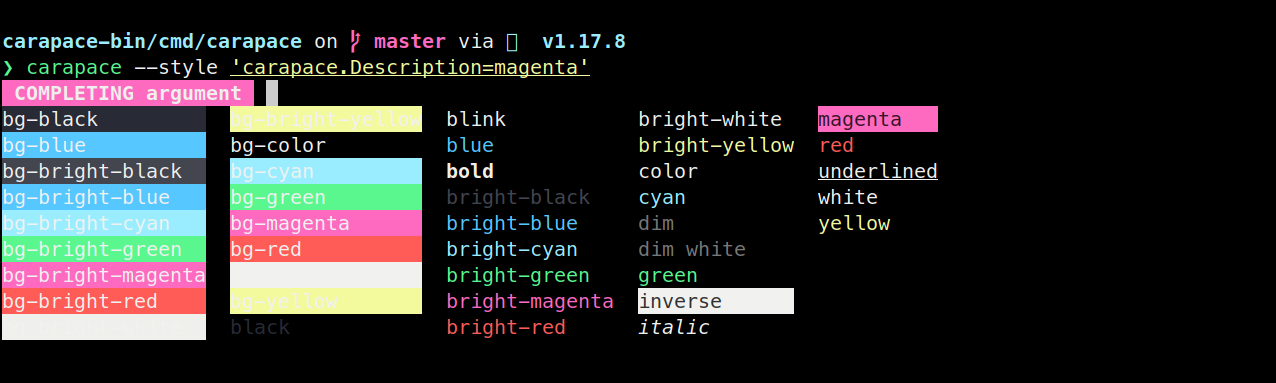 carapace-bin/cmd/carapace on master via v1.17.8
❯ carapace --style 'carapace.Description=magenta'
COMPLETING argument
bg-black bg-bright-yellow blink bright-white magenta
bg-blue bg-color blue bright-yellow red
bg-bright-black bg-cyan bold color underlined
bg-bright-blue bg-green bright-black cyan white
bg-bright-cyan bg-magenta bright-blue dim yellow
bg-bright-green bg-red bright-cyan dim white
bg-bright-magenta bright-green green
bg-bright-red bg-yellow bright-magenta inverse
black bright-red italic